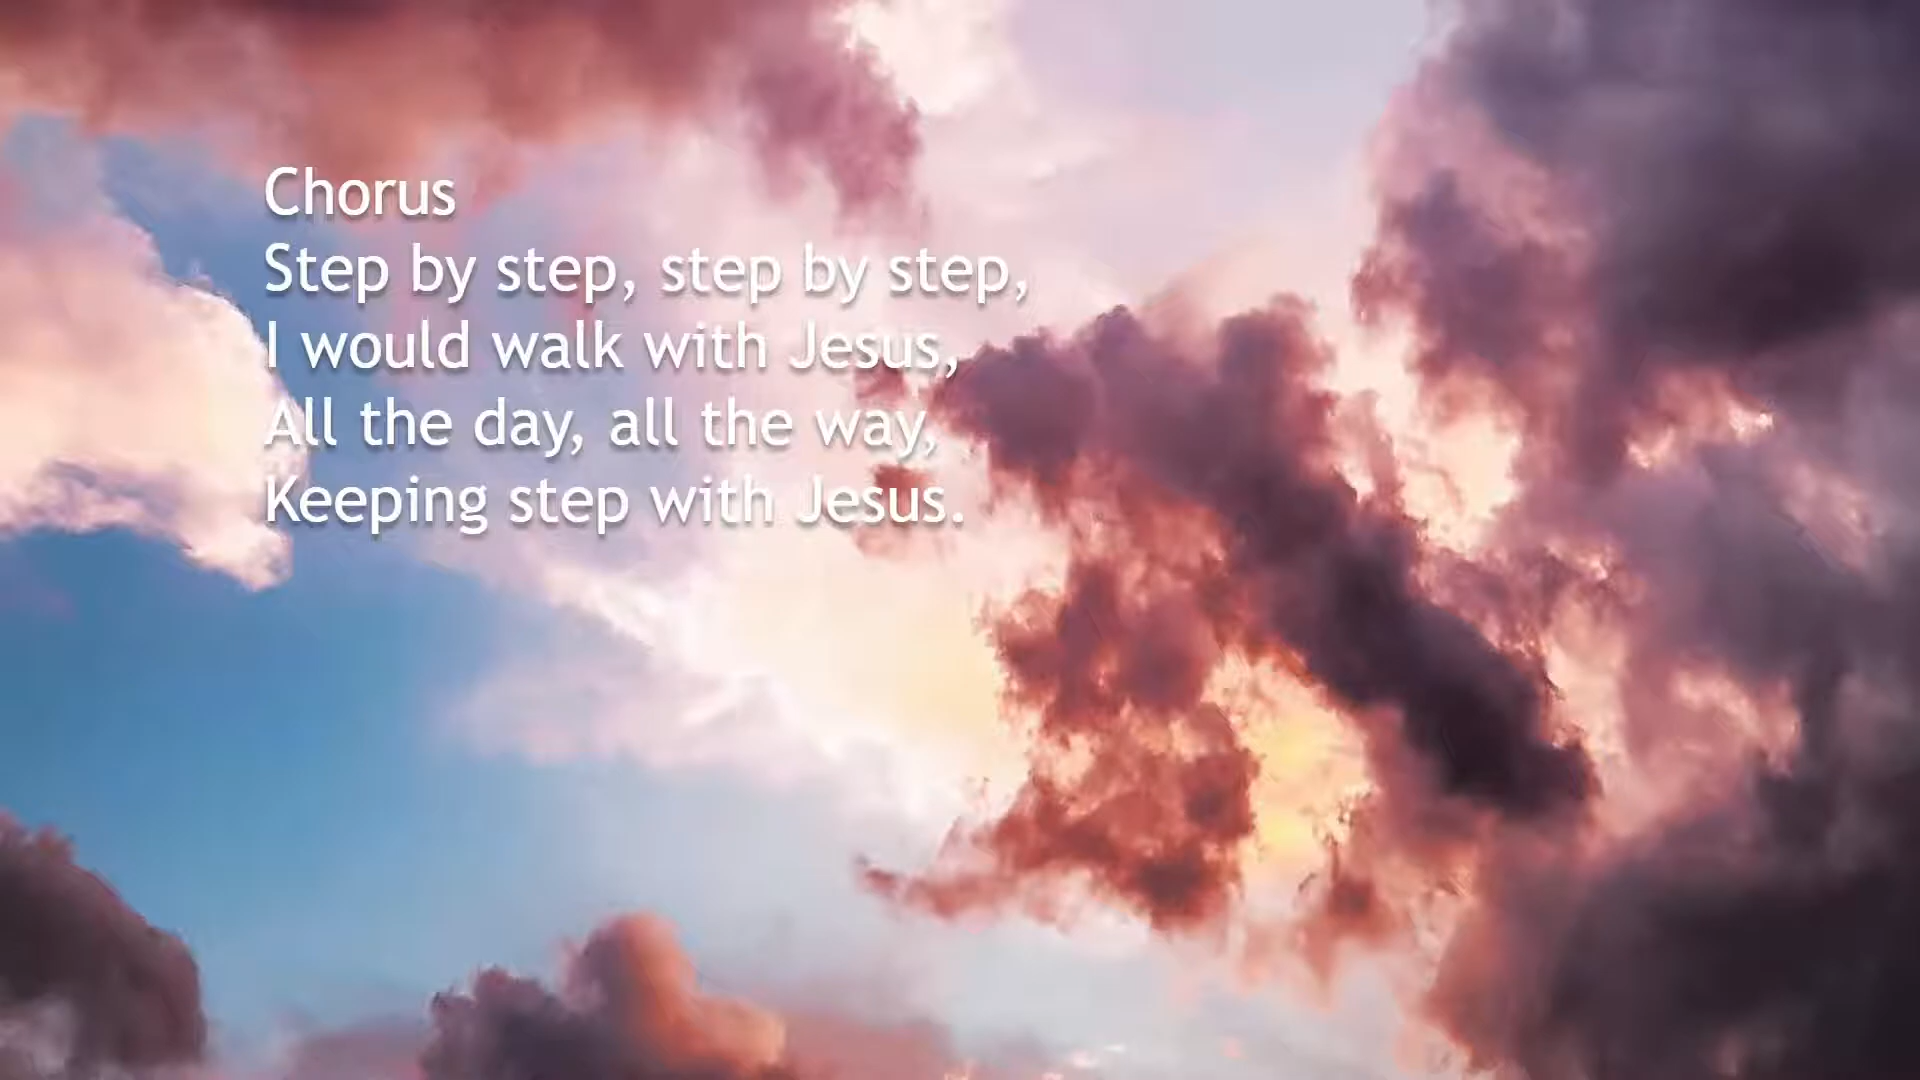 Chorus
Step by step, step by step,
I would walk with Jesus,
All the day, all the way,
Keeping step with Jesus.